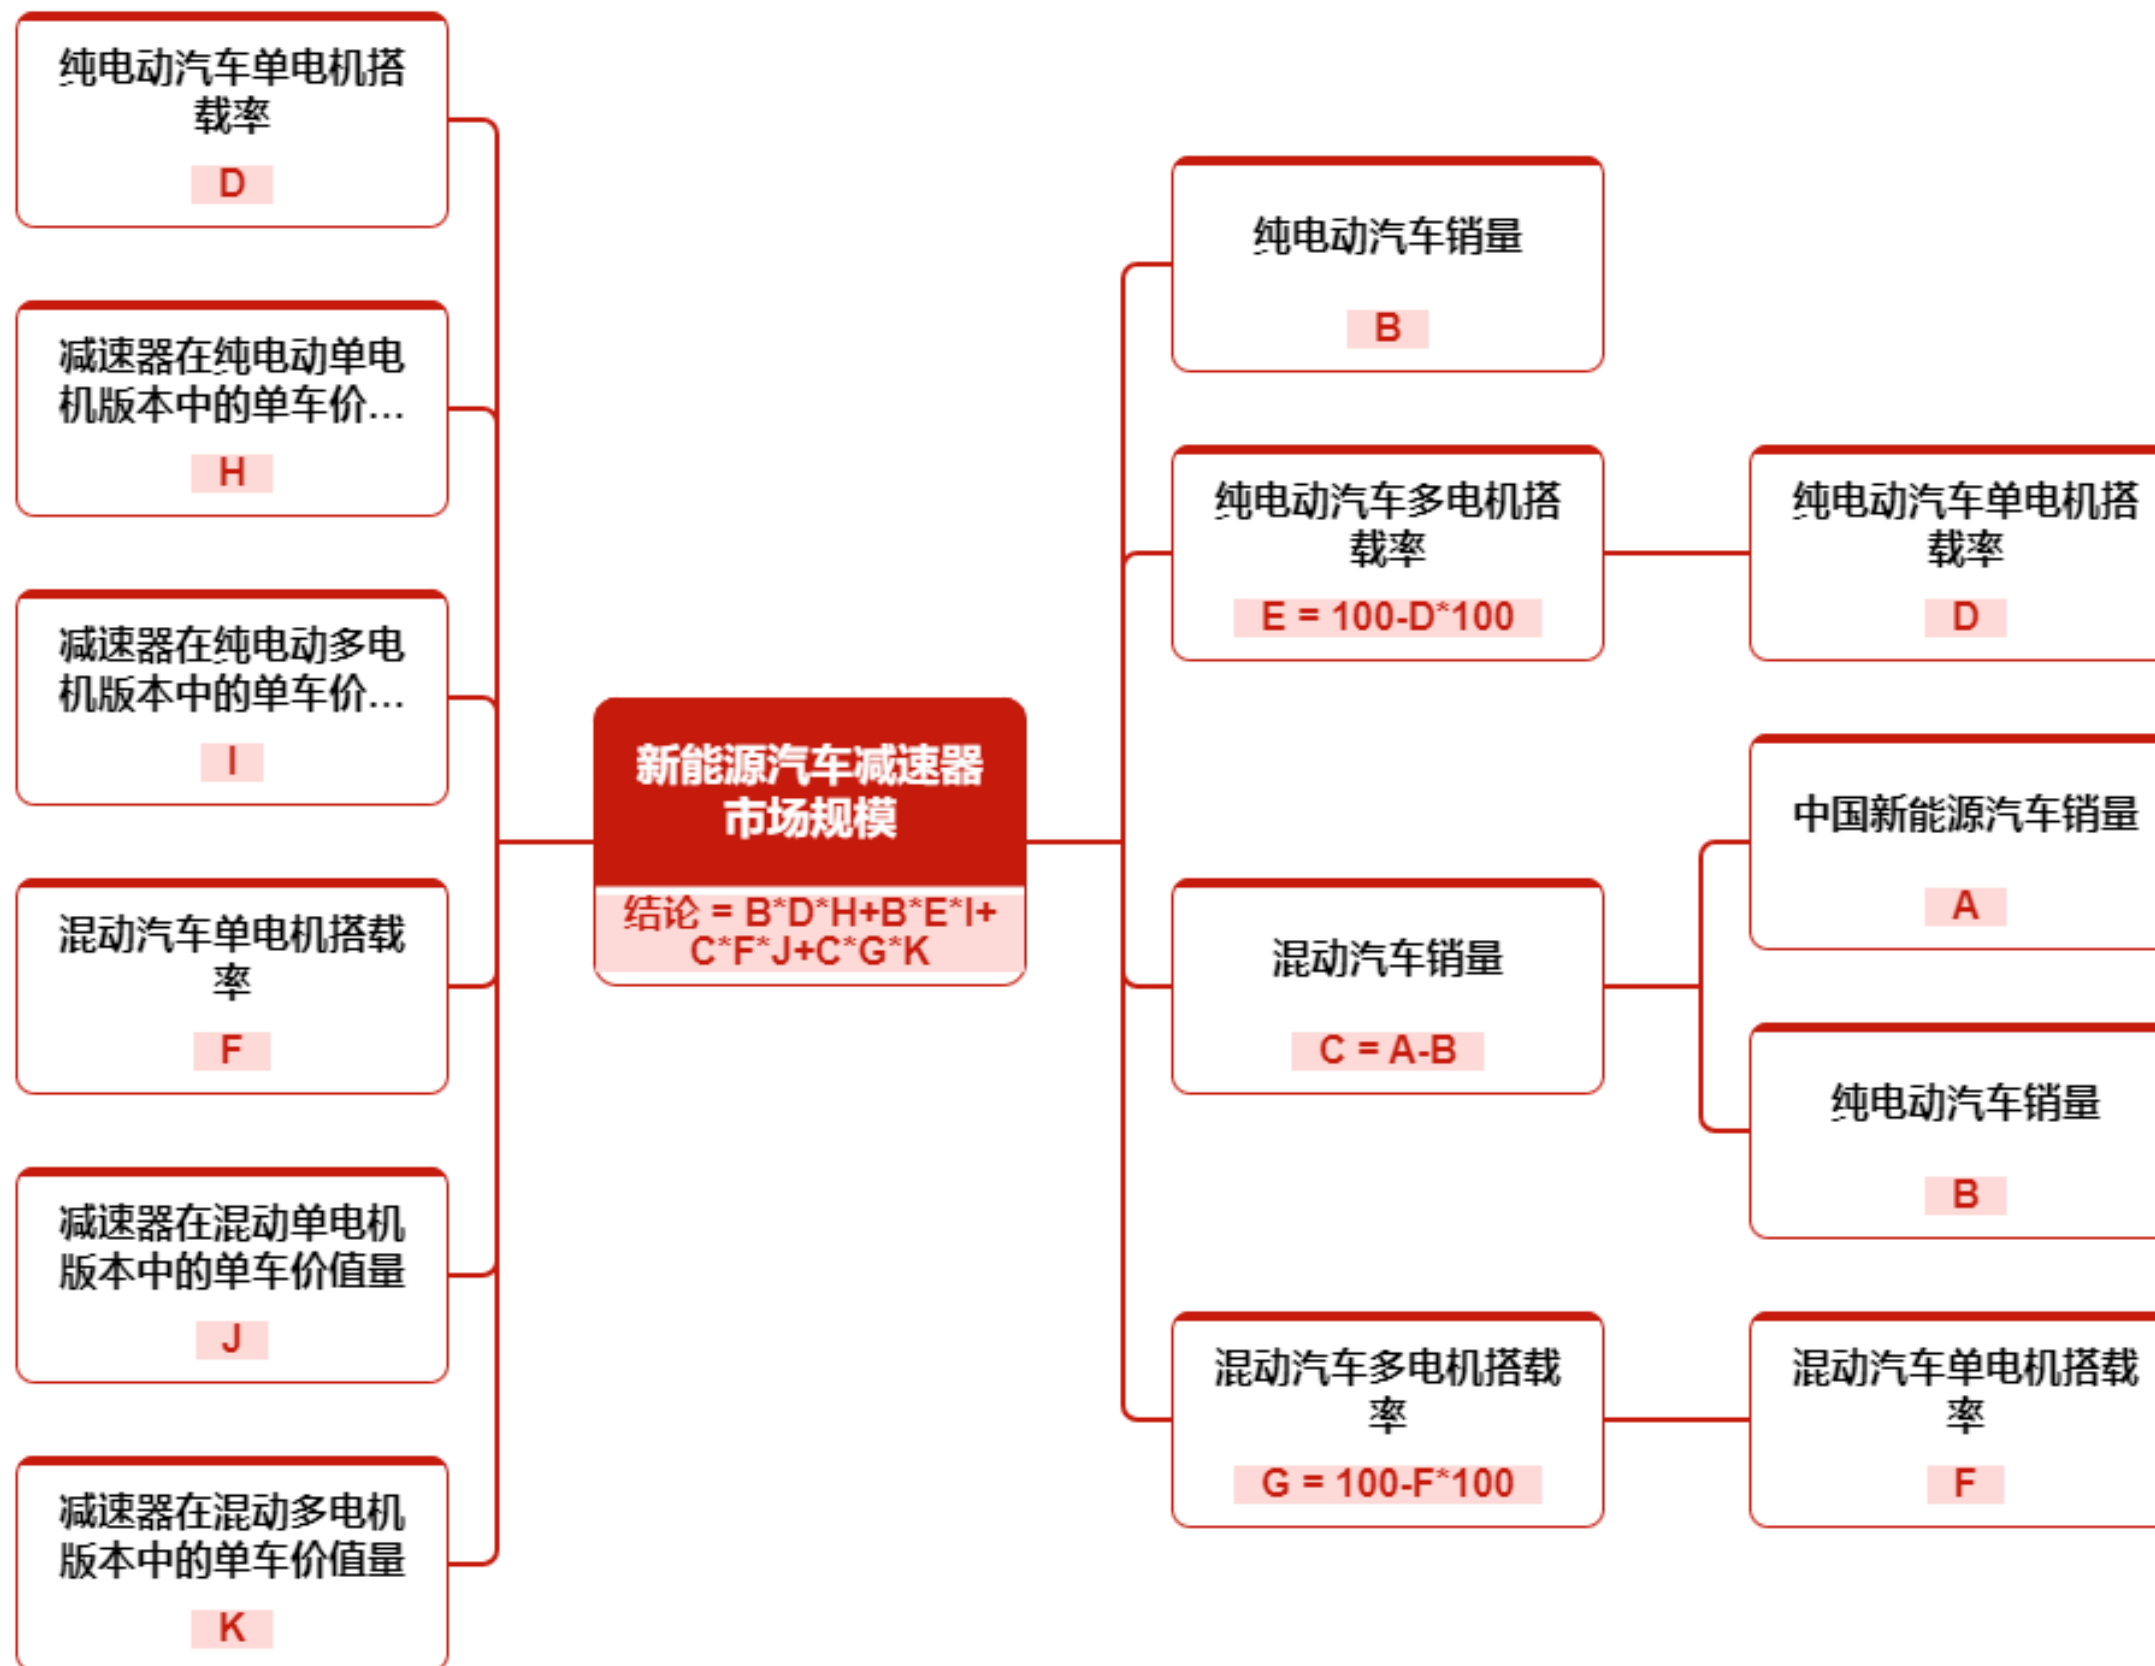 纯电动汽车单电机搭
载率
D
减速器在纯电动单电
机版本中的单车价...
H
减速器在纯电动多电
机版本中的单车价...
I
混动汽车单电机搭载
率
F
减速器在混动单电机
版本中的单车价值量
J
减速器在混动多电机
版本中的单车价值量
K
新能源汽车减速器
市场规模
结论 = B*D*H+B*E*I+
C*F*J+C*G*K
纯电动汽车销量
B
纯电动汽车多电机搭
载率
E = 100-D*100
混动汽车销量
C = A-B
混动汽车多电机搭载
率
G = 100-F*100
纯电动汽车单电机搭
载率
D
中国新能源汽车销量
A
纯电动汽车销量
B
混动汽车单电机搭载
率
F